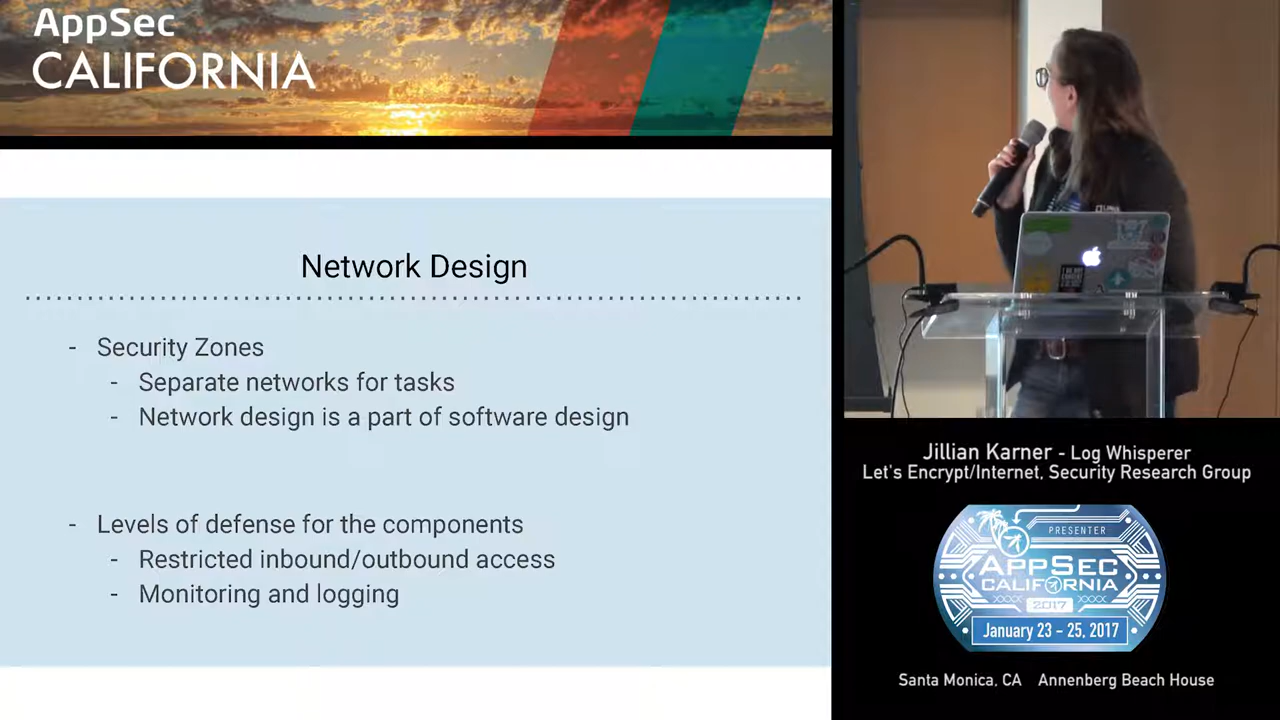 AppSec
CALIFORNIA
Network Design
- Security Zones
- Separate networks for tasks
- Network design is a part of software design
- Levels of defense for the components
- Restricted inbound/outbound access
- Monitoring and logging
Jillian Karner - Log Whisperer
Let's Encrypt/Internet, Security Research Group
PRESENTER
APPSEC
CALIFORNIA
2017
January 23 - 25, 2017
Santa Monica, CA Annenberg Beach House